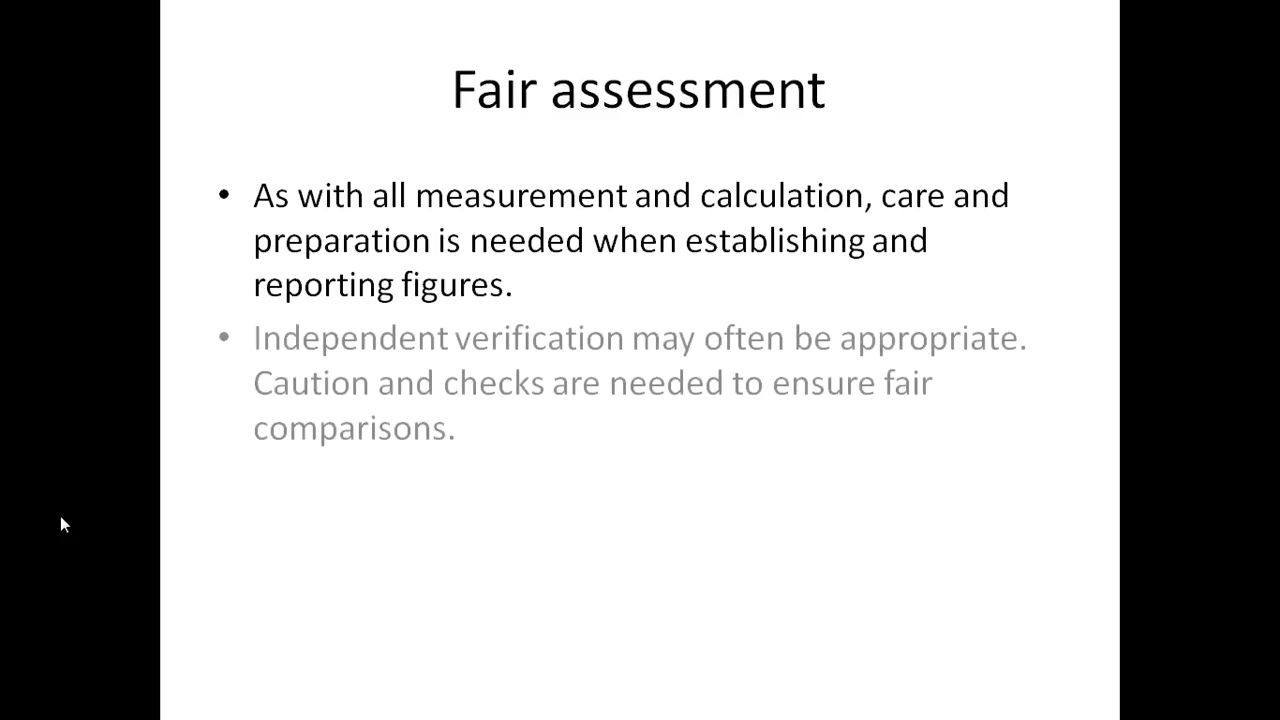 Fair assessment
• As with all measurement and calculation, care and
preparation is needed when establishing and
reporting figures.
• Independent verification may often be appropriate.
Caution and checks are needed to ensure fair
comparisons.